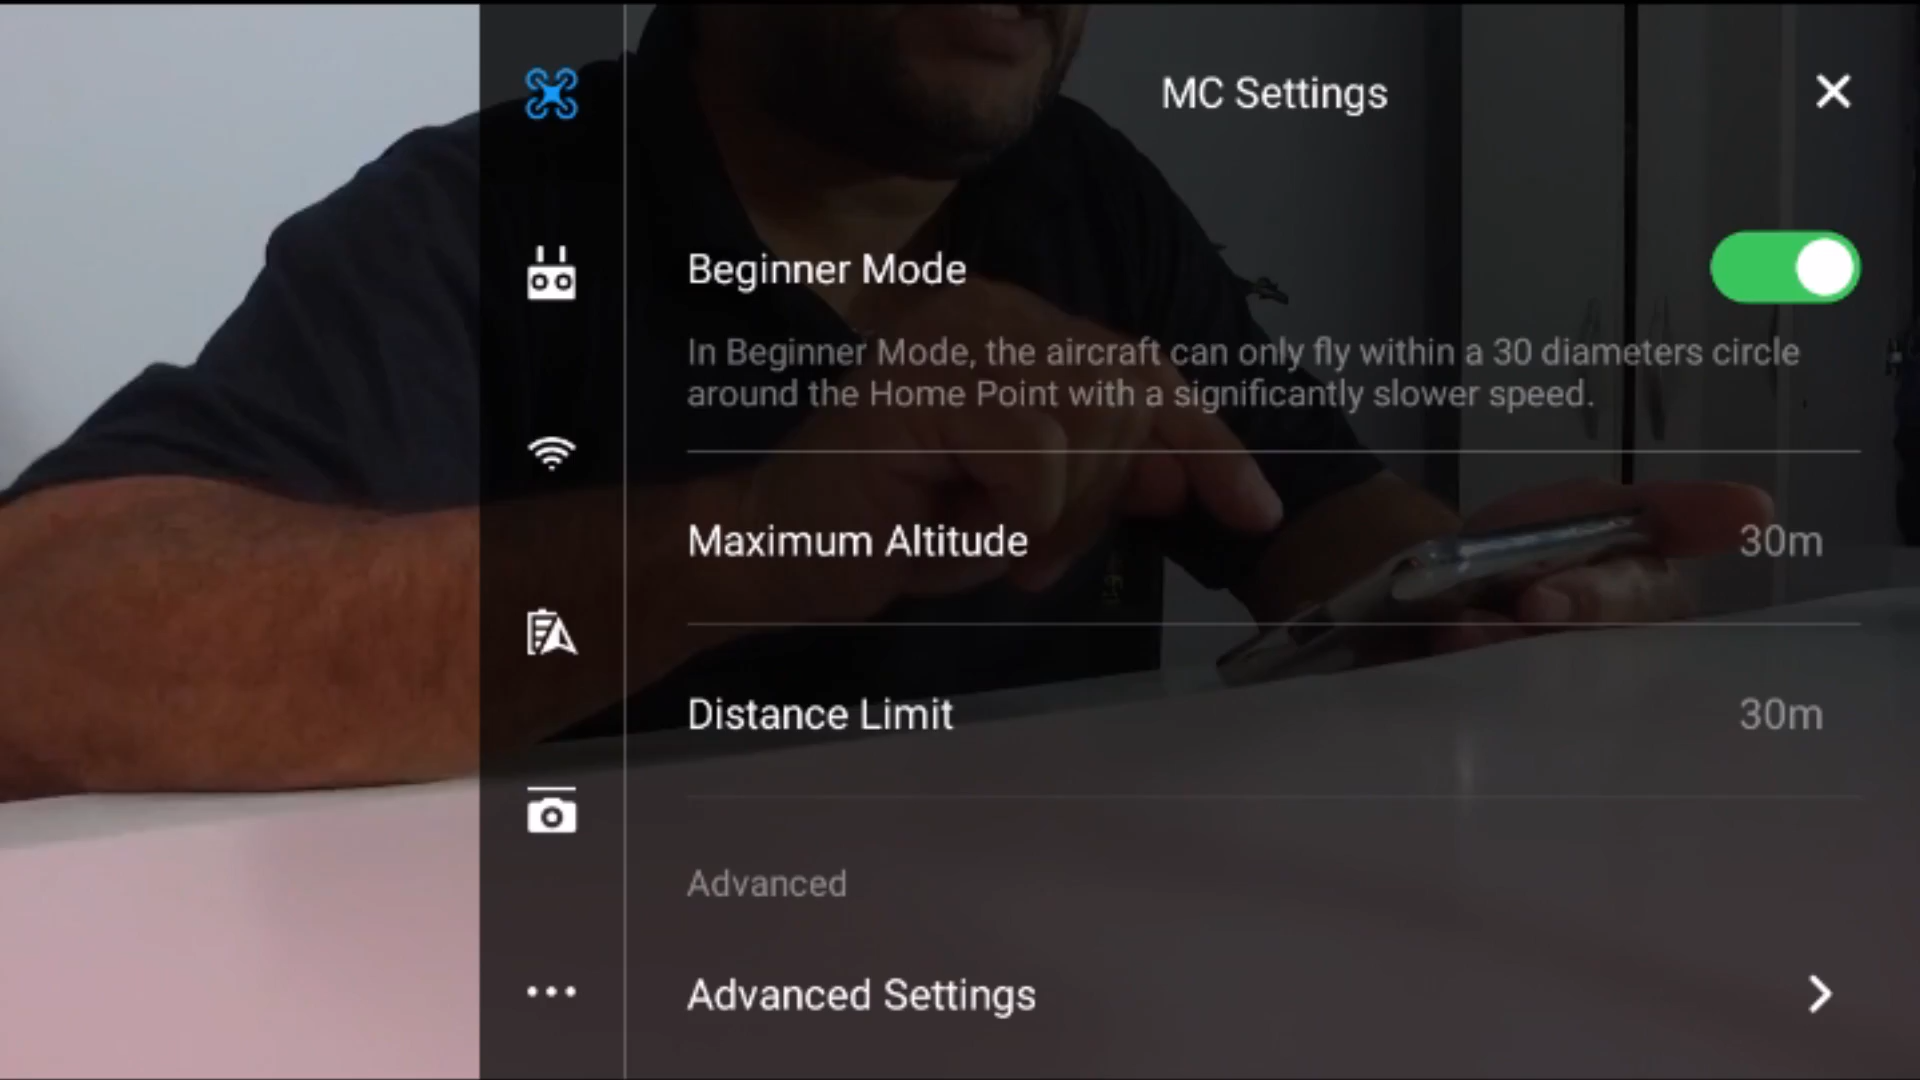 MC Settings
Beginner Mode
In Beginner Mode, the aircraft can only fly within a 30 diameters circle
around the Home Point with a significantly slower speed.
Maximum Altitude 30m
Distance Limit 30m
Advanced
Advanced Settings